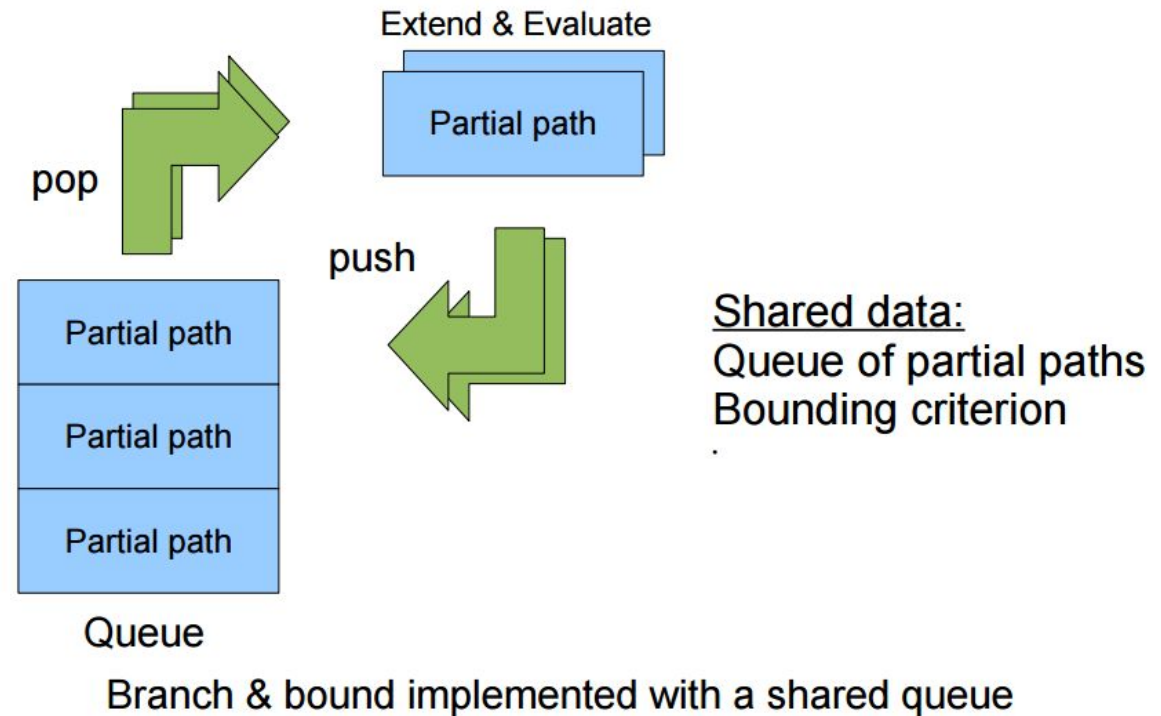 Extend & Evaluate
Partial path
pop
push
Partial path
Partial path
Partial path
Queue
Shared data:
Queue of partial paths
Bounding criterion
.
Branch & bound implemented with a shared queue